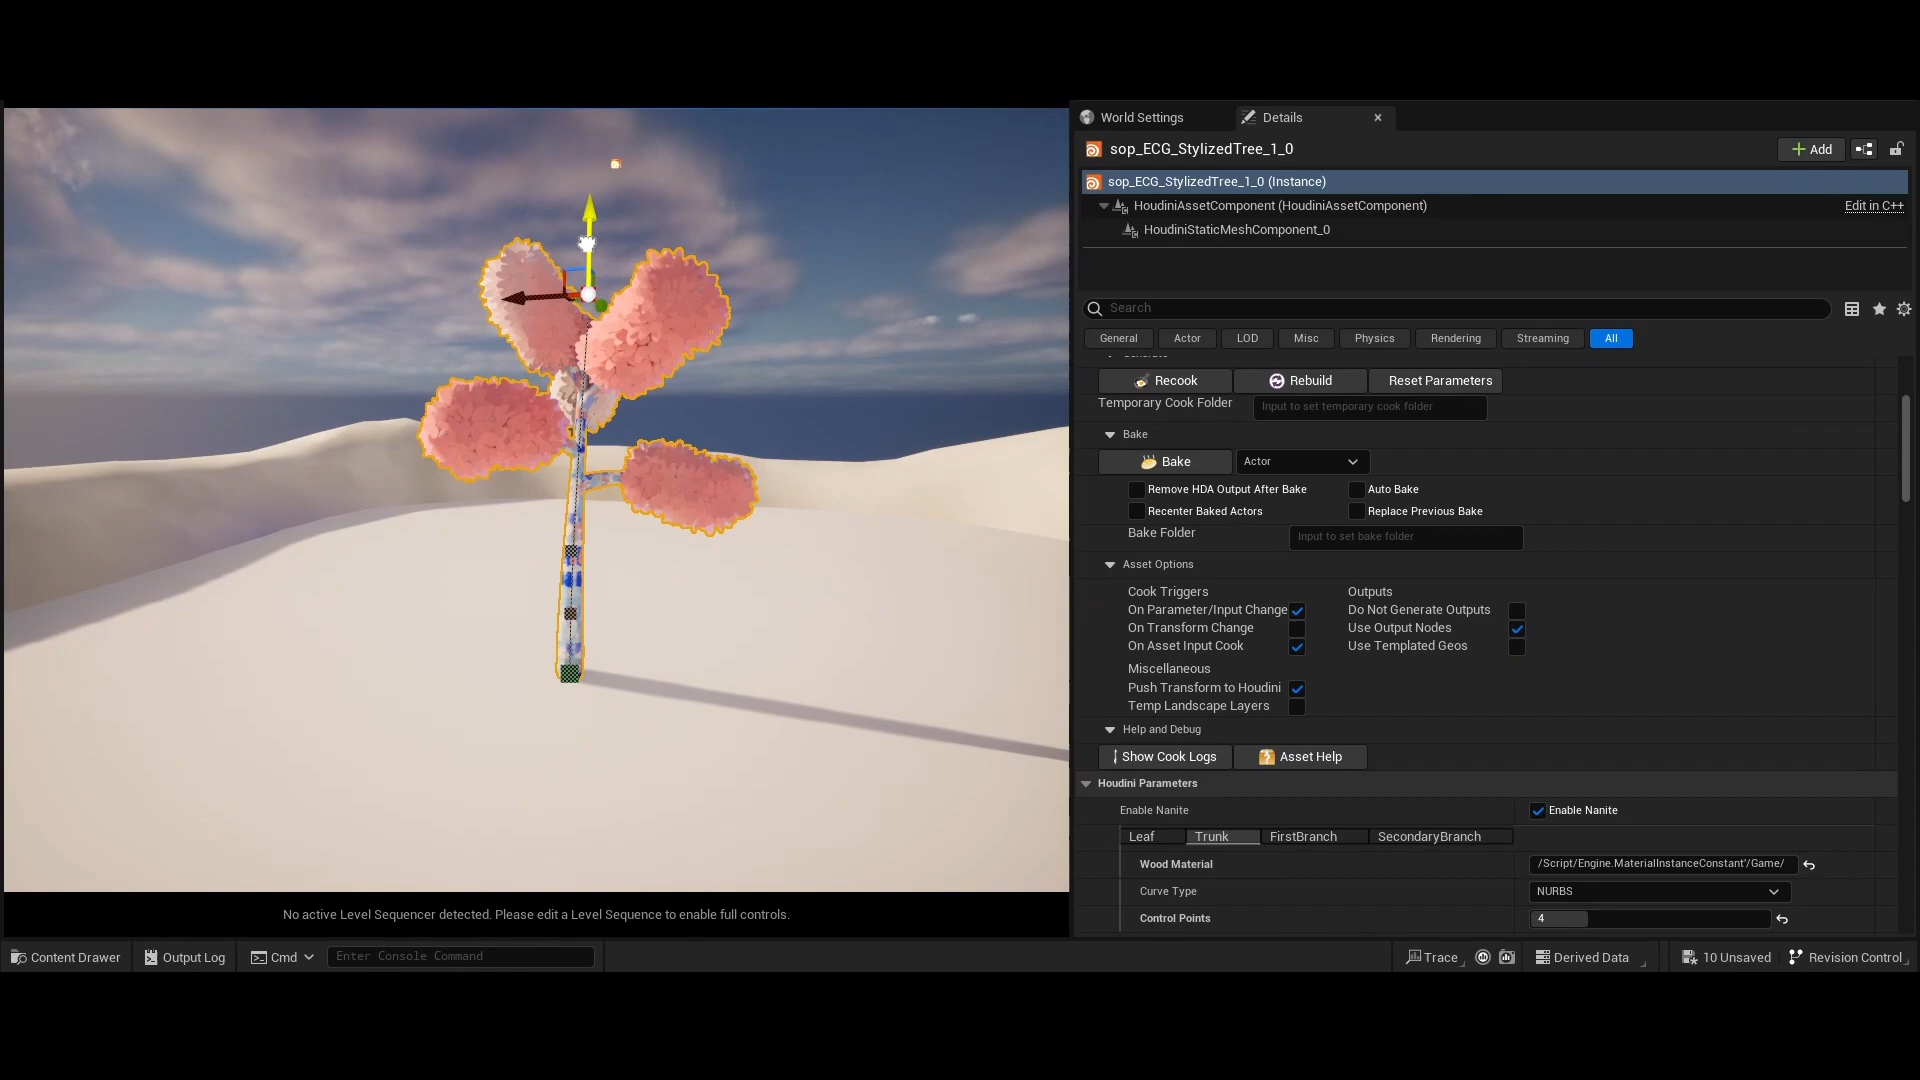 World Settings
Details
sop_ECG_StylizedTree_1_0
Add
sop_ECG_StylizedTree_1_0 (Instance)
HoudiniAssetComponent (HoudiniAssetComponent)
Edit in C++
HoudiniStaticMeshComponent_0
Search
General Actor LOD Misc Physics Rendering Streaming All
Generate
Recook Rebuild Reset Parameters
Temporary Cook Folder Input to set temporary cook folder
Bake
Bake Actor
Remove HDA Output After Bake Auto Bake
Recenter Baked Actors Replace Previous Bake
Bake Folder Input to set bake folder
Asset Options
Cook Triggers Outputs
On Parameter/Input Change Do Not Generate Outputs
On Transform Change Use Output Nodes
On Asset Input Cook Use Templated Geos
Miscellaneous
Push Transform to Houdini
Temp Landscape Layers
Help and Debug
Show Cook Logs Asset Help
Houdini Parameters
Enable Nanite Enable Nanite
Leaf Trunk FirstBranch SecondaryBranch
Wood Material /Script/Engine.MaterialInstanceConstant'/Game/
Curve Type NURBS
Control Points 4
No active Level Sequencer detected. Please edit a Level Sequence to enable full controls.
Content Drawer Output Log Cmd Enter Console Command Trace Derived Data 10 Unsaved Revision Control